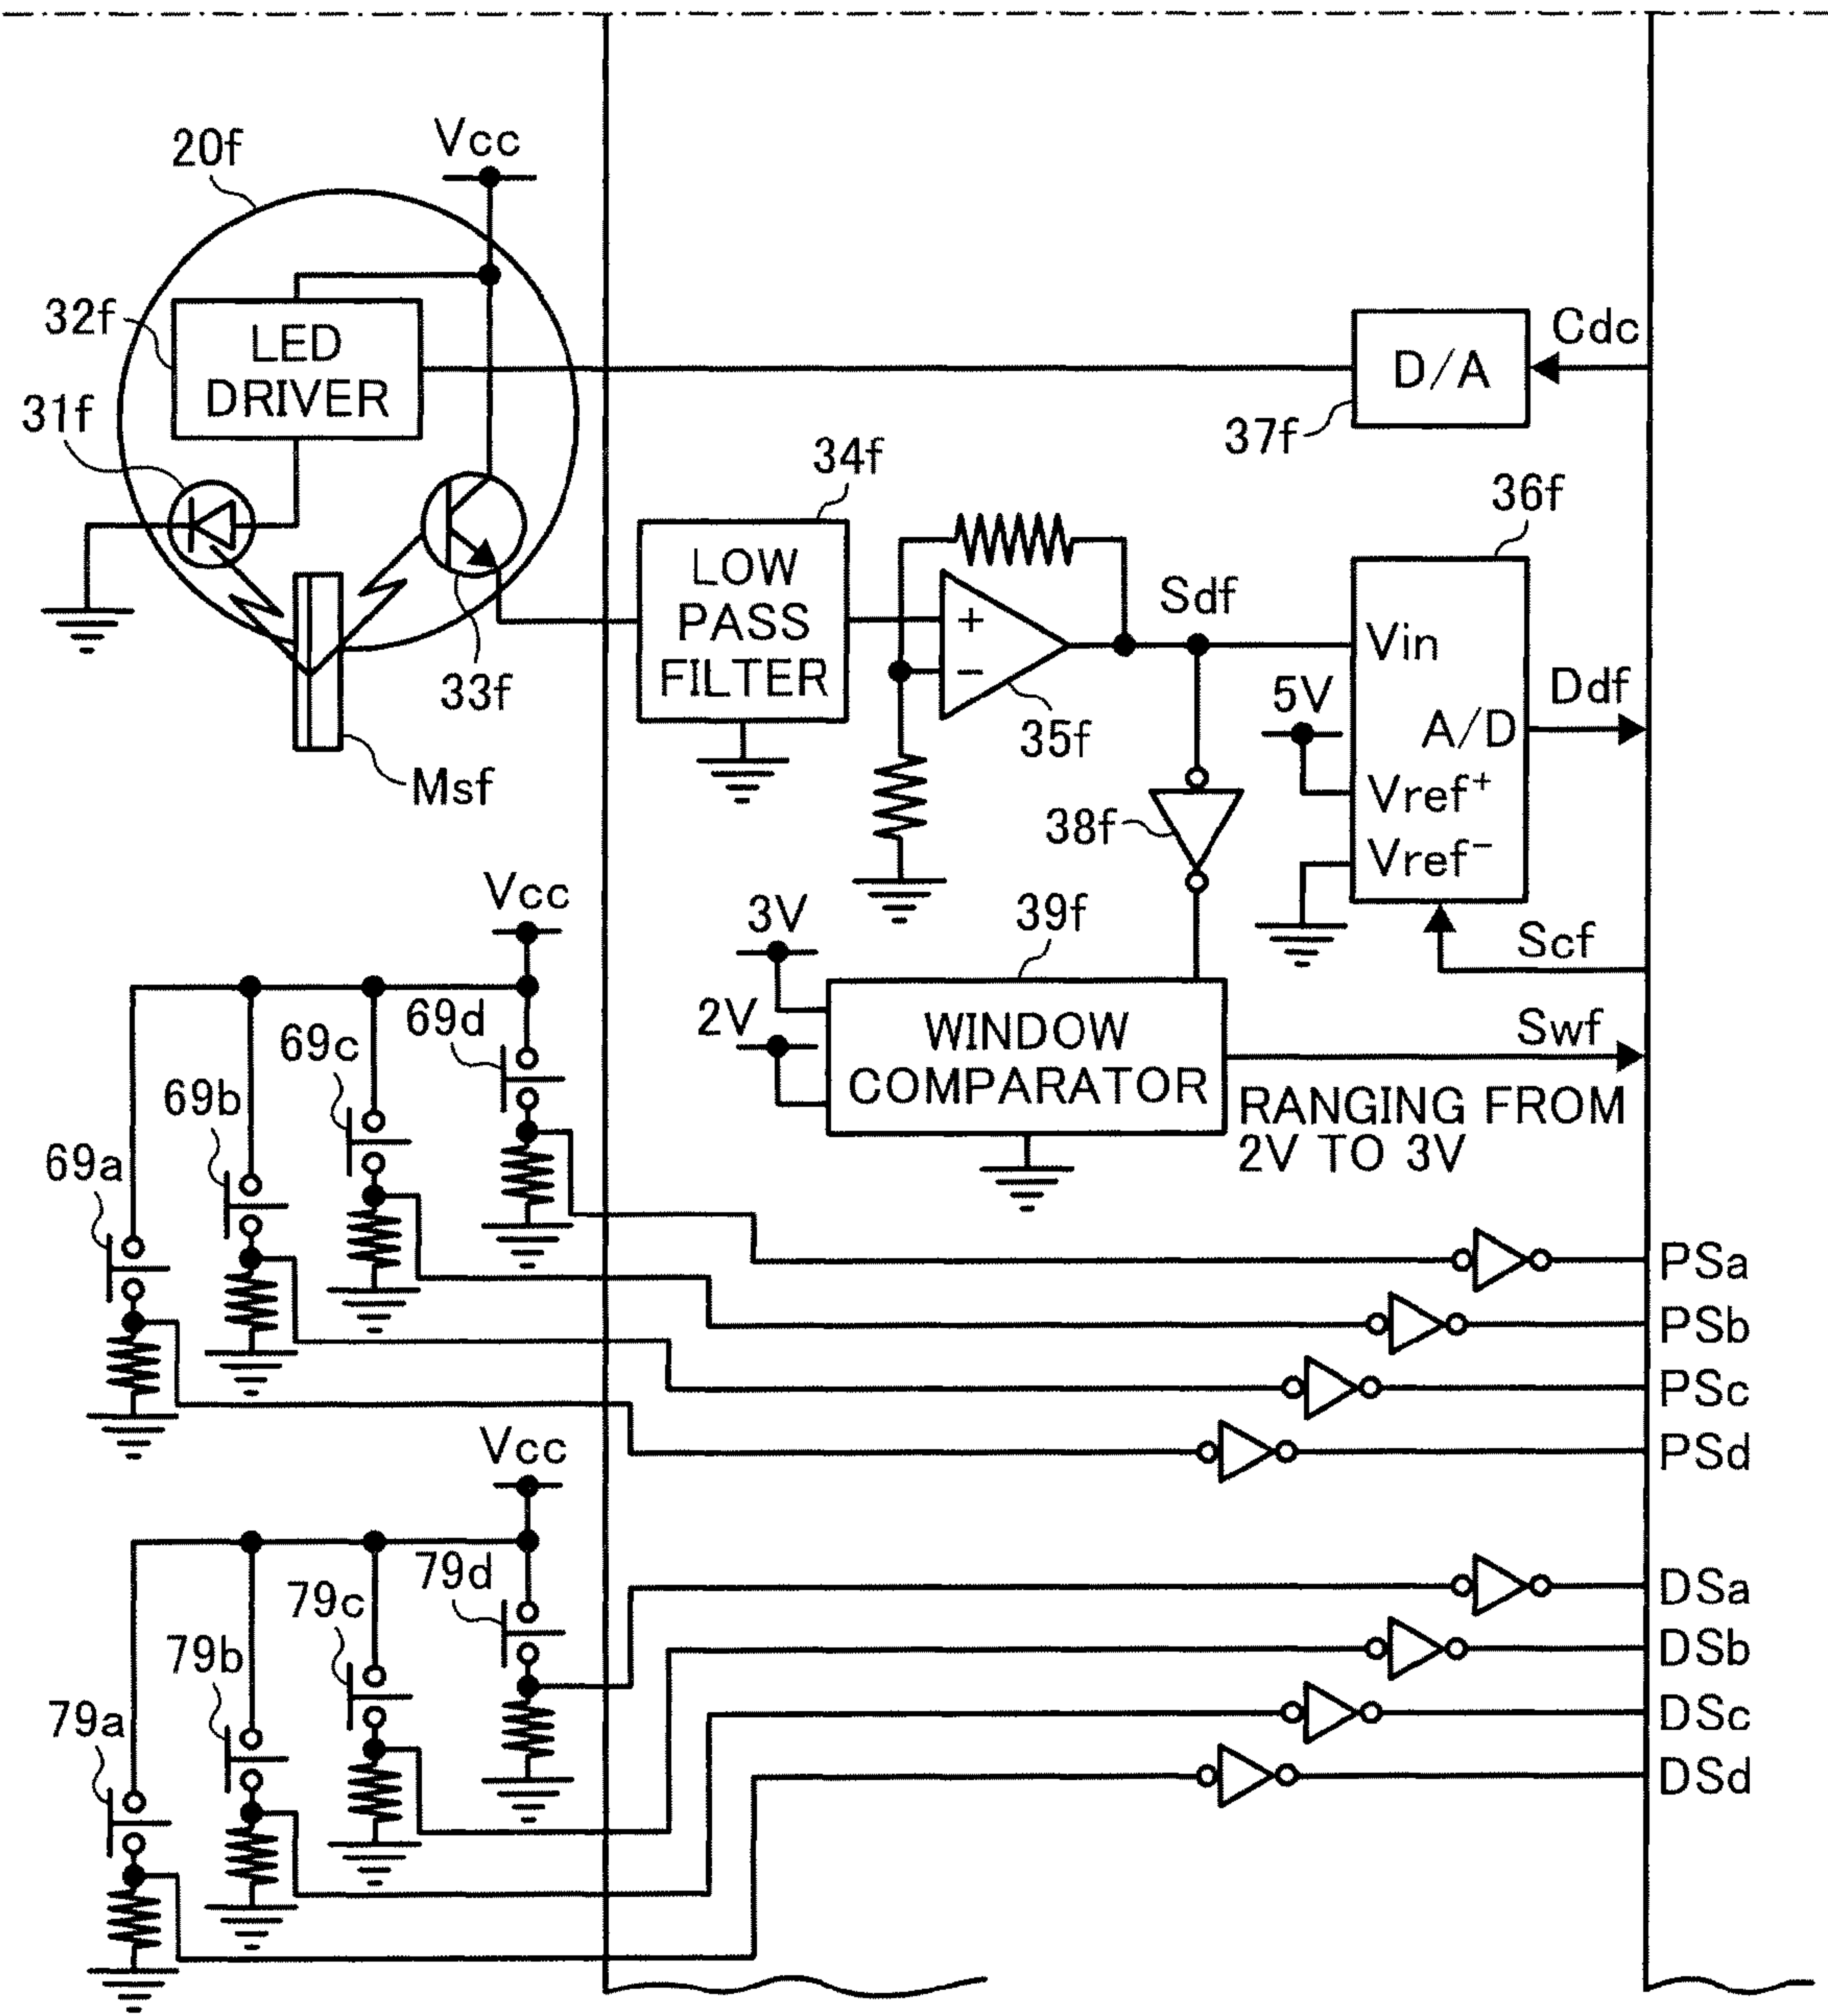 Vcc
20f
32f
LED
DRIVER
Cdc
D/A
37f
31f
34f
36f
LOW
PASS
FILTER
+
−
Sdf
Vin
33f
35f
5V
Ddf
A/D
Msf
Vref+
38f
Vref−
Vcc
3V
39f
Scf
69d
2V
69c
WINDOW
COMPARATOR
Swf
69b
RANGING FROM
2V TO 3V
69a
PSa
PSb
PSc
PSd
Vcc
79d
79c
DSa
79b
DSb
79a
DSc
DSd